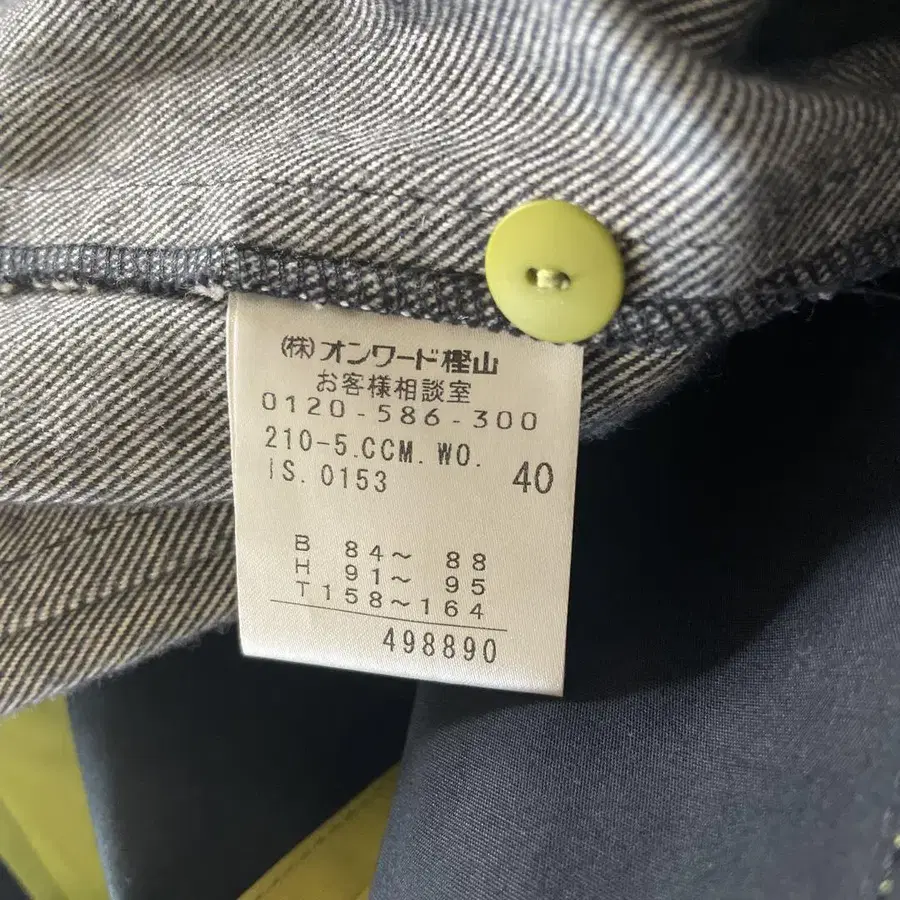 (株)オンワード樫山
お客様相談室
0120-586-300
210-5.CCM.WO.
IS.0153 40
B 84～ 88
H 91～ 95
T158～164
498890